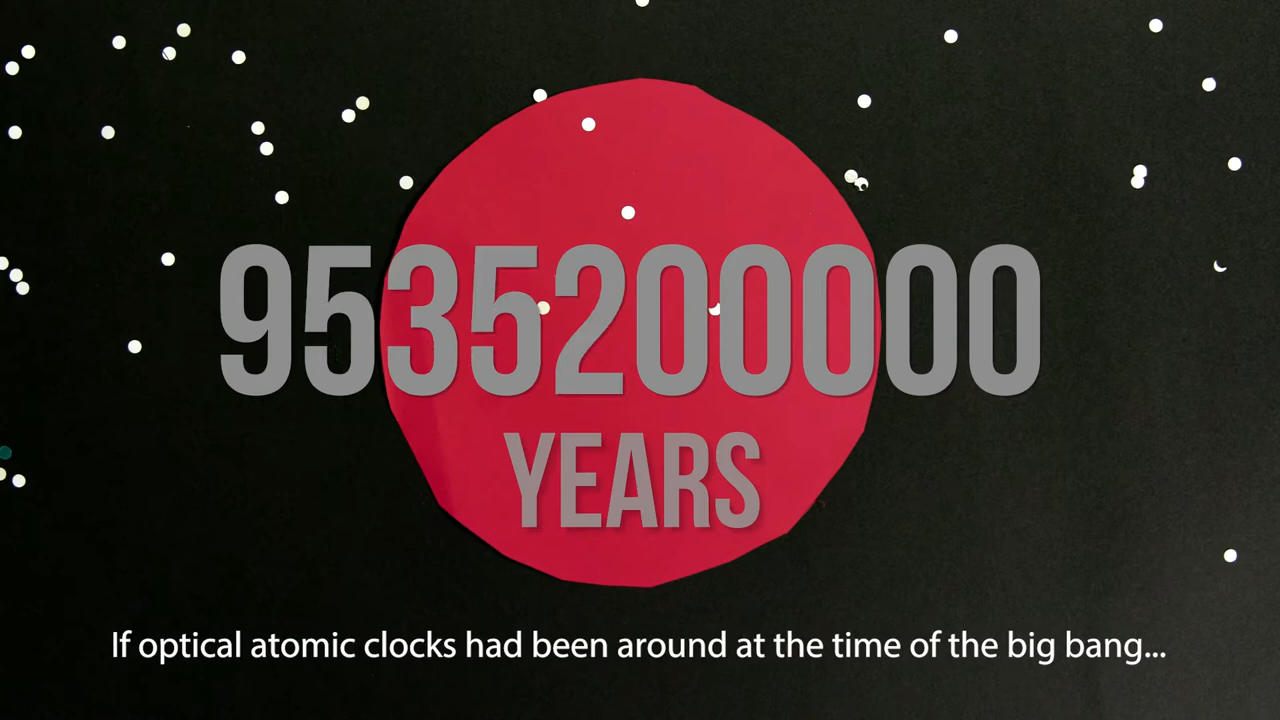 9535200000
YEARS
If optical atomic clocks had been around at the time of the big bang...